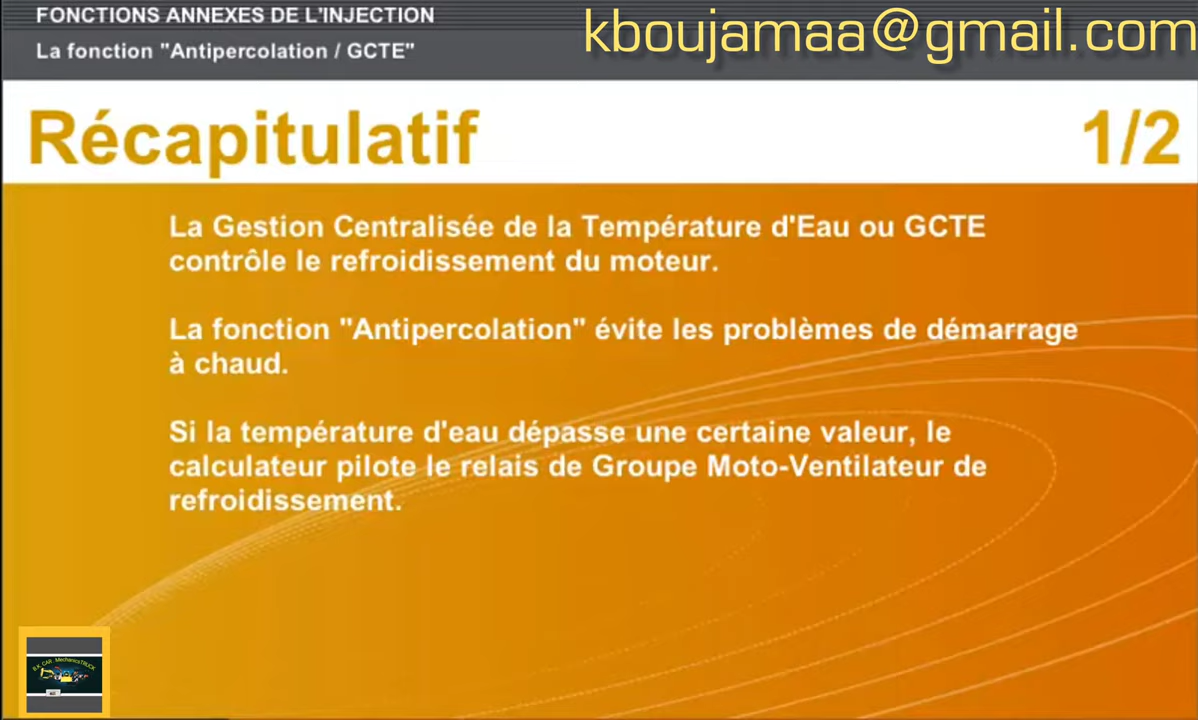 FONCTIONS ANNEXES DE L'INJECTION
kboujamaa@gmail.com
La fonction "Antipercolation / GCTE"
Récapitulatif
1/2
La Gestion Centralisée de la Température d'Eau ou GCTE
contrôle le refroidissement du moteur.
La fonction "Antipercolation" évite les problèmes de démarrage
à chaud.
Si la température d'eau dépasse une certaine valeur, le
calculateur pilote le relais de Groupe Moto-Ventilateur de
refroidissement.
B.K. CAR MechanicsTRUCK